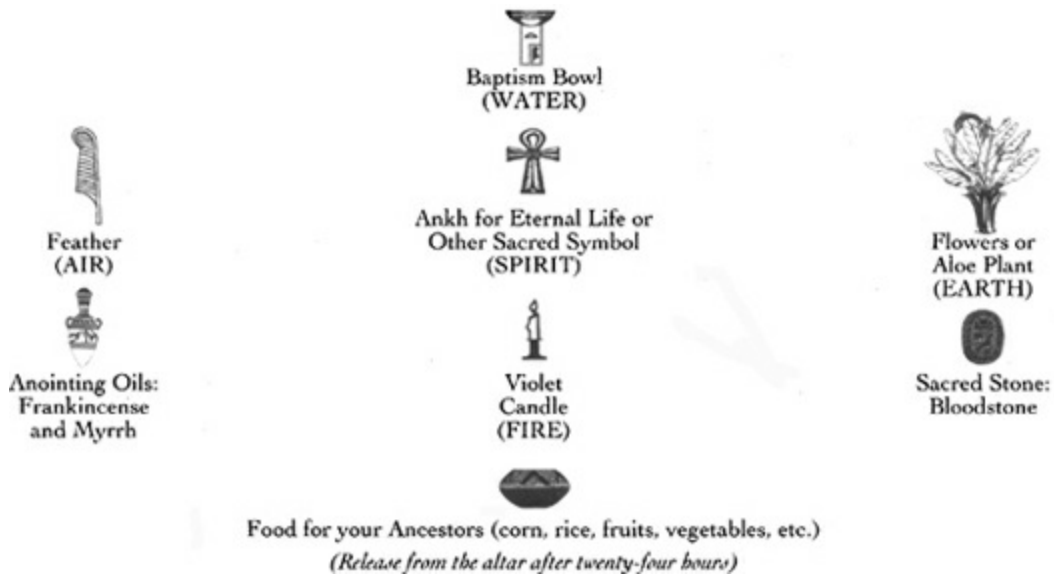 Baptism Bowl
(WATER)
Feather
(AIR)
Ankh for Eternal Life or
Other Sacred Symbol
(SPIRIT)
Flowers or
Aloe Plant
(EARTH)
Anointing Oils:
Frankincense
and Myrrh
Violet
Candle
(FIRE)
Sacred Stone:
Bloodstone
Food for your Ancestors (corn, rice, fruits, vegetables, etc.)
(Release from the altar after twenty-four hours)